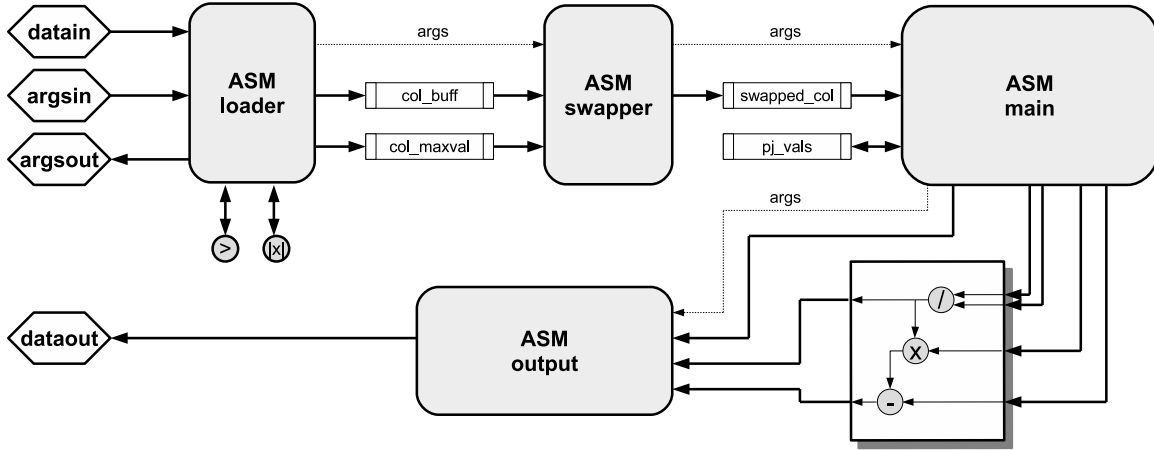 datain
argsin
argsout
ASM
loader
>
|x|
args
col_buff
col_maxval
ASM
swapper
args
swapped_col
pj_vals
ASM
main
args
/
x
-
ASM
output
dataout